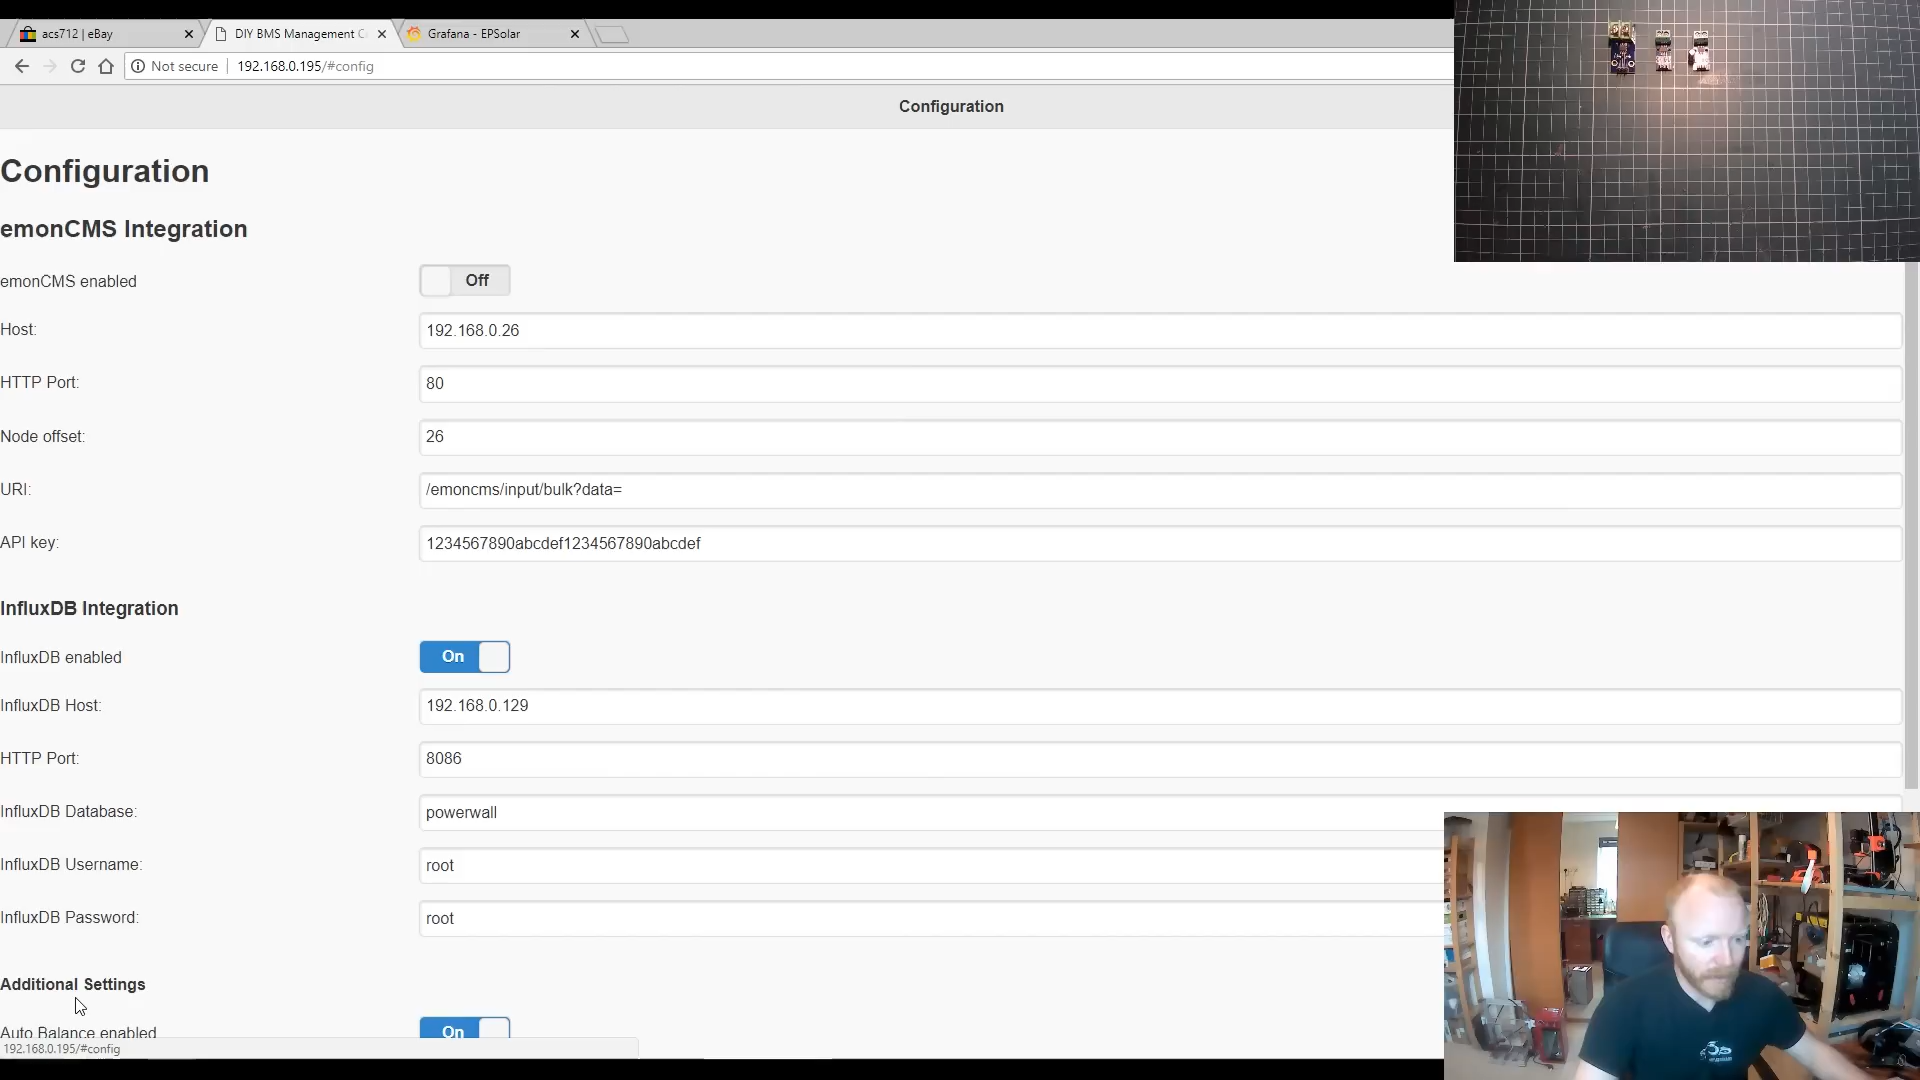 acs712 | eBay
DIY BMS Management C
Grafana - EPSolar
Not secure
192.168.0.195/#config
Configuration
Configuration
emonCMS Integration
emonCMS enabled
Off
Host:
192.168.0.26
HTTP Port:
80
Node offset:
26
URI:
/emoncms/input/bulk?data=
API key:
1234567890abcdef1234567890abcdef
InfluxDB Integration
InfluxDB enabled
On
InfluxDB Host:
192.168.0.129
HTTP Port:
8086
InfluxDB Database:
powerwall
InfluxDB Username:
root
InfluxDB Password:
root
Additional Settings
Auto Balance enabled
On
192.168.0.195/#config